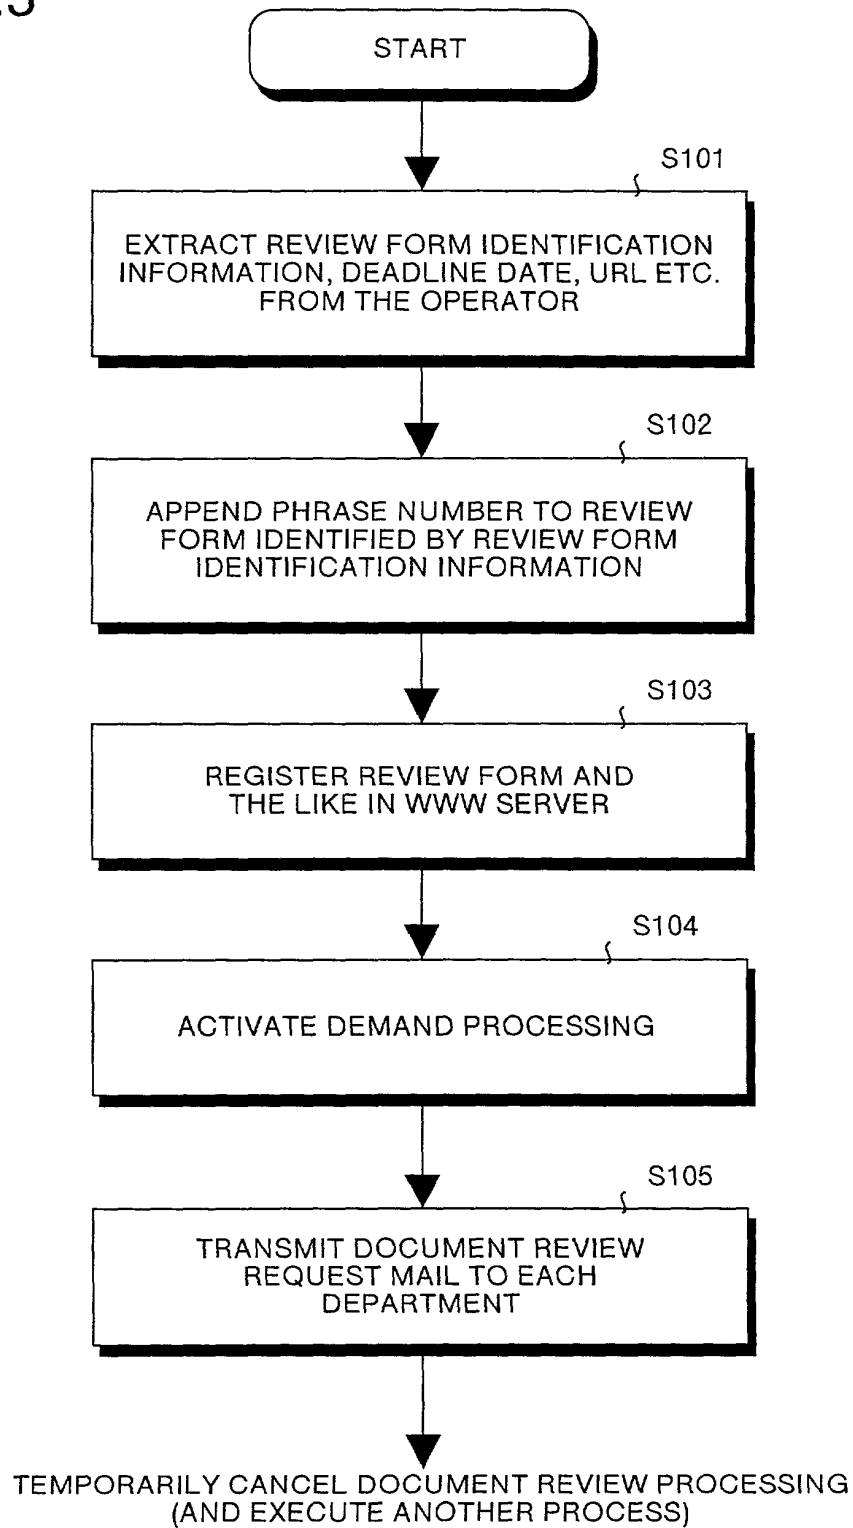 START
S101
EXTRACT REVIEW FORM IDENTIFICATION
INFORMATION, DEADLINE DATE, URL ETC.
FROM THE OPERATOR
S102
APPEND PHRASE NUMBER TO REVIEW
FORM IDENTIFIED BY REVIEW FORM
IDENTIFICATION INFORMATION
S103
REGISTER REVIEW FORM AND
THE LIKE IN WWW SERVER
S104
ACTIVATE DEMAND PROCESSING
S105
TRANSMIT DOCUMENT REVIEW
REQUEST MAIL TO EACH
DEPARTMENT
TEMPORARILY CANCEL DOCUMENT REVIEW PROCESSING
(AND EXECUTE ANOTHER PROCESS)